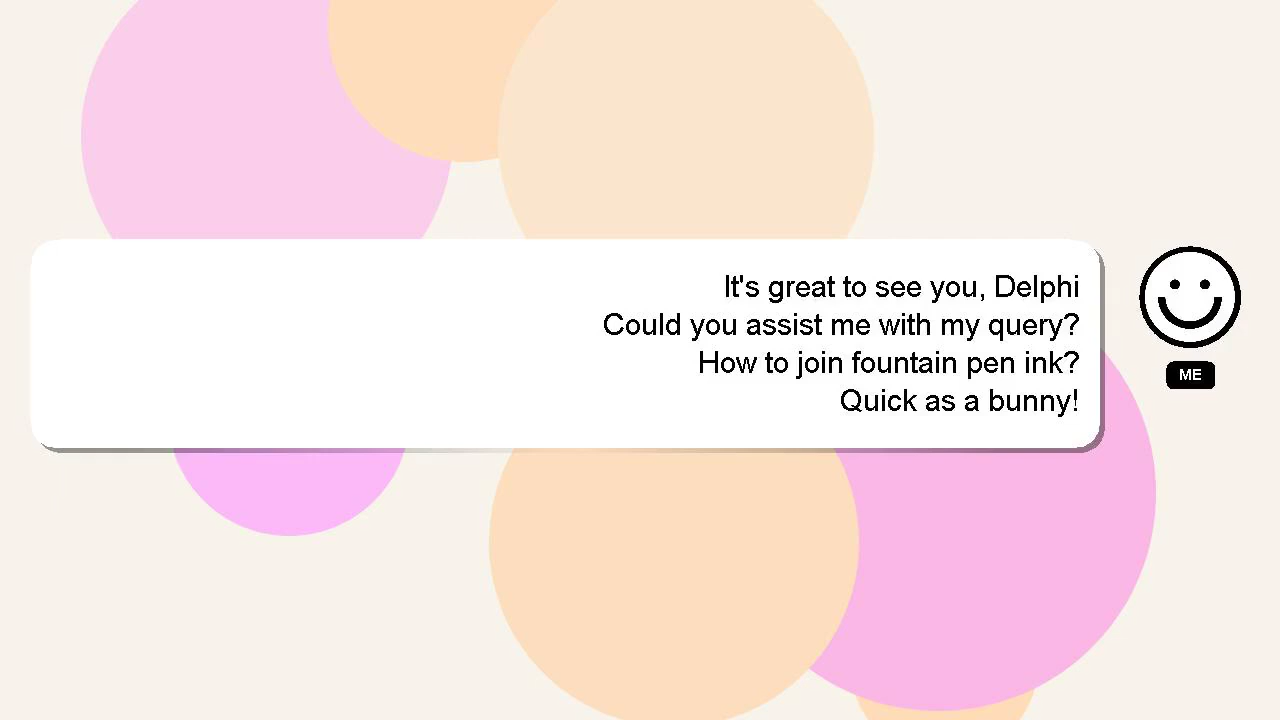 It's great to see you, Delphi
Could you assist me with my query?
How to join fountain pen ink?
Quick as a bunny!
ME